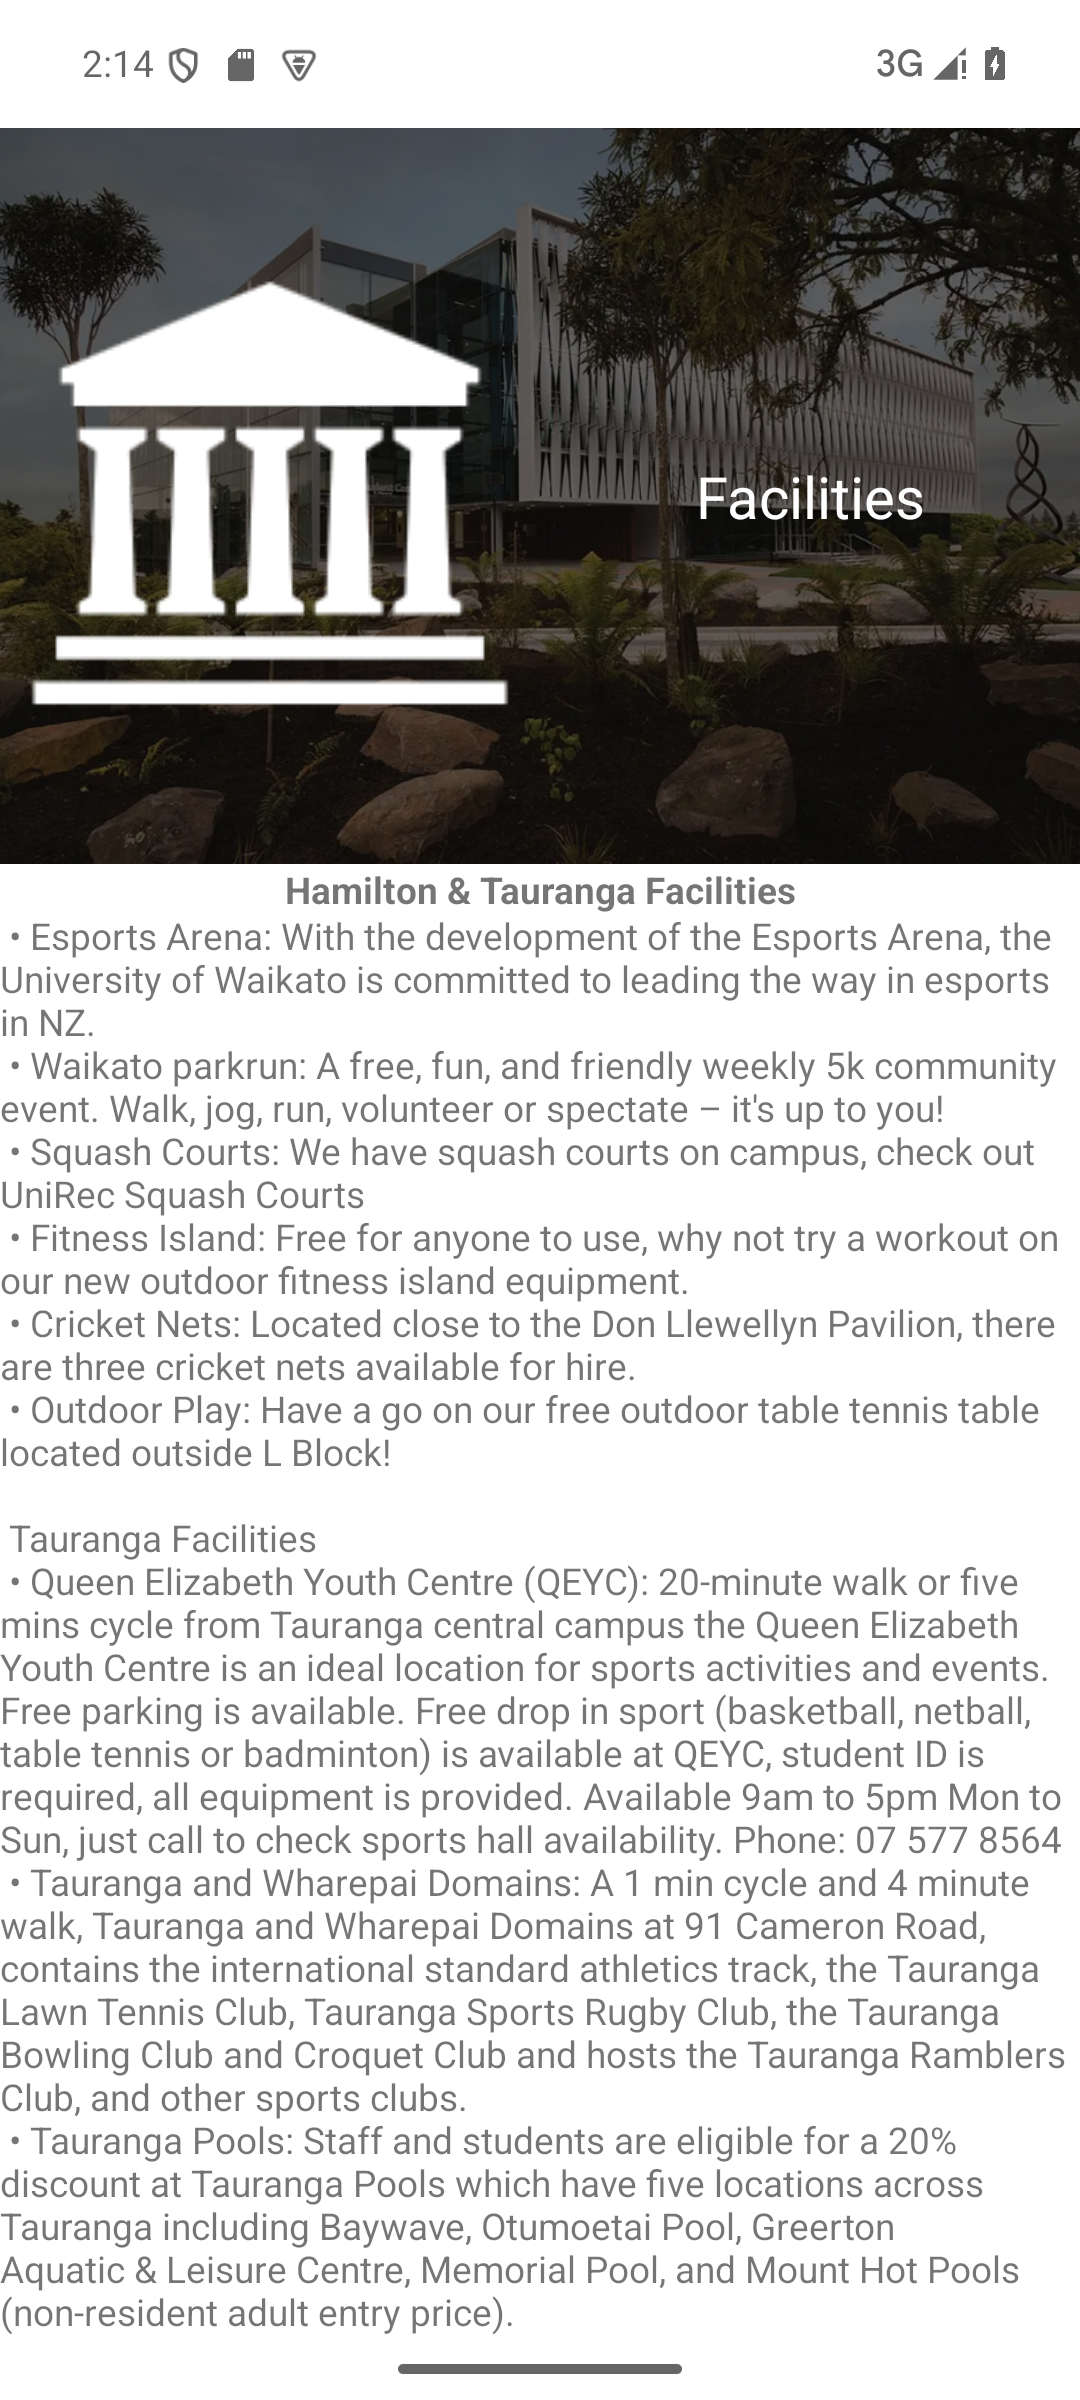 2:14
3G
Facilities
Hamilton & Tauranga Facilities
• Esports Arena: With the development of the Esports Arena, the
University of Waikato is committed to leading the way in esports
in NZ.
• Waikato parkrun: A free, fun, and friendly weekly 5k community
event. Walk, jog, run, volunteer or spectate – it's up to you!
• Squash Courts: We have squash courts on campus, check out
UniRec Squash Courts
• Fitness Island: Free for anyone to use, why not try a workout on
our new outdoor fitness island equipment.
• Cricket Nets: Located close to the Don Llewellyn Pavilion, there
are three cricket nets available for hire.
• Outdoor Play: Have a go on our free outdoor table tennis table
located outside L Block!
Tauranga Facilities
• Queen Elizabeth Youth Centre (QEYC): 20-minute walk or five
mins cycle from Tauranga central campus the Queen Elizabeth
Youth Centre is an ideal location for sports activities and events.
Free parking is available. Free drop in sport (basketball, netball,
table tennis or badminton) is available at QEYC, student ID is
required, all equipment is provided. Available 9am to 5pm Mon to
Sun, just call to check sports hall availability. Phone: 07 577 8564
• Tauranga and Wharepai Domains: A 1 min cycle and 4 minute
walk, Tauranga and Wharepai Domains at 91 Cameron Road,
contains the international standard athletics track, the Tauranga
Lawn Tennis Club, Tauranga Sports Rugby Club, the Tauranga
Bowling Club and Croquet Club and hosts the Tauranga Ramblers
Club, and other sports clubs.
• Tauranga Pools: Staff and students are eligible for a 20%
discount at Tauranga Pools which have five locations across
Tauranga including Baywave, Otumoetai Pool, Greerton
Aquatic & Leisure Centre, Memorial Pool, and Mount Hot Pools
(non-resident adult entry price).